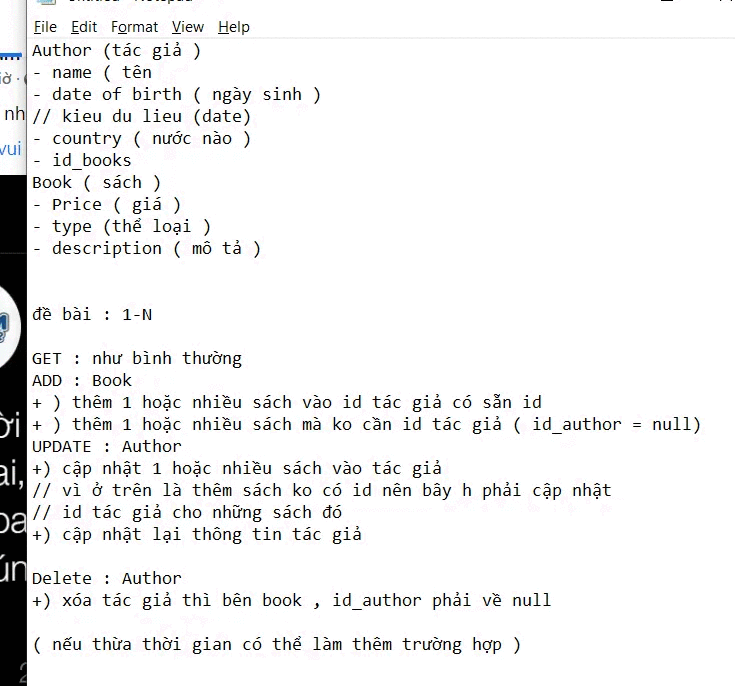 File Edit Format View Help
Author (tác giả )
- name ( tên
- date of birth ( ngày sinh )
// kieu du lieu (date)
- country ( nước nào )
- id_books
Book ( sách )
- Price ( giá )
- type (thể loại )
- description ( mô tả )
đề bài : 1-N
GET : như bình thường
ADD : Book
+ ) thêm 1 hoặc nhiều sách vào id tác giả có sẵn id
+ ) thêm 1 hoặc nhiều sách mà ko cần id tác giả ( id_author = null)
UPDATE : Author
+) cập nhật 1 hoặc nhiều sách vào tác giả
// vì ở trên là thêm sách ko có id nên bây h phải cập nhật
// id tác giả cho những sách đó
+) cập nhật lại thông tin tác giả
Delete : Author
+) xóa tác giả thì bên book , id_author phải về null
( nếu thừa thời gian có thể làm thêm trường hợp )
vui